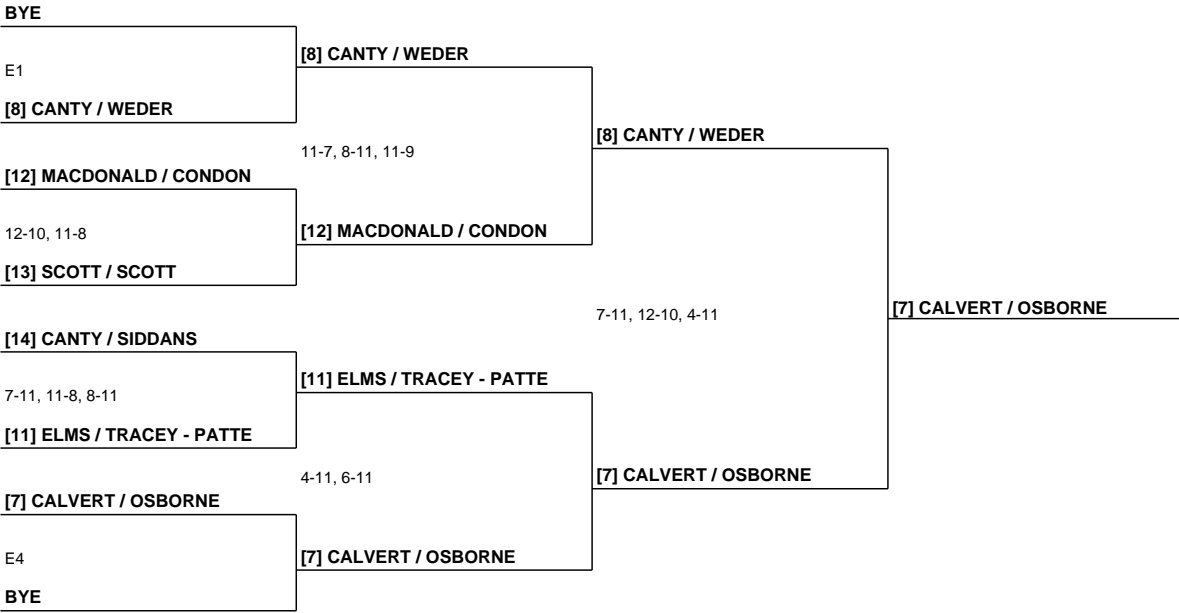 BYE
[8] CANTY / WEDER
E1
[8] CANTY / WEDER
[8] CANTY / WEDER
11-7, 8-11, 11-9
[12] MACDONALD / CONDON
12-10, 11-8
[12] MACDONALD / CONDON
[13] SCOTT / SCOTT
7-11, 12-10, 4-11
[7] CALVERT / OSBORNE
[14] CANTY / SIDDANS
[11] ELMS / TRACEY - PATTE
7-11, 11-8, 8-11
[11] ELMS / TRACEY - PATTE
4-11, 6-11
[7] CALVERT / OSBORNE
[7] CALVERT / OSBORNE
E4
[7] CALVERT / OSBORNE
BYE